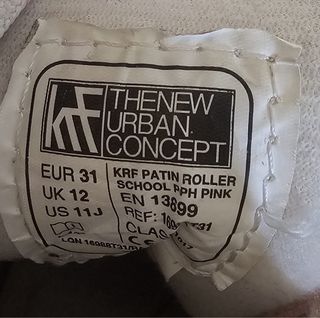 krf
THE NEW
URBAN
CONCEPT
EUR 31
UK 12
US 11J
KRF PATIN ROLLER
SCHOOL PPH PINK
EN 13899
REF:
2017